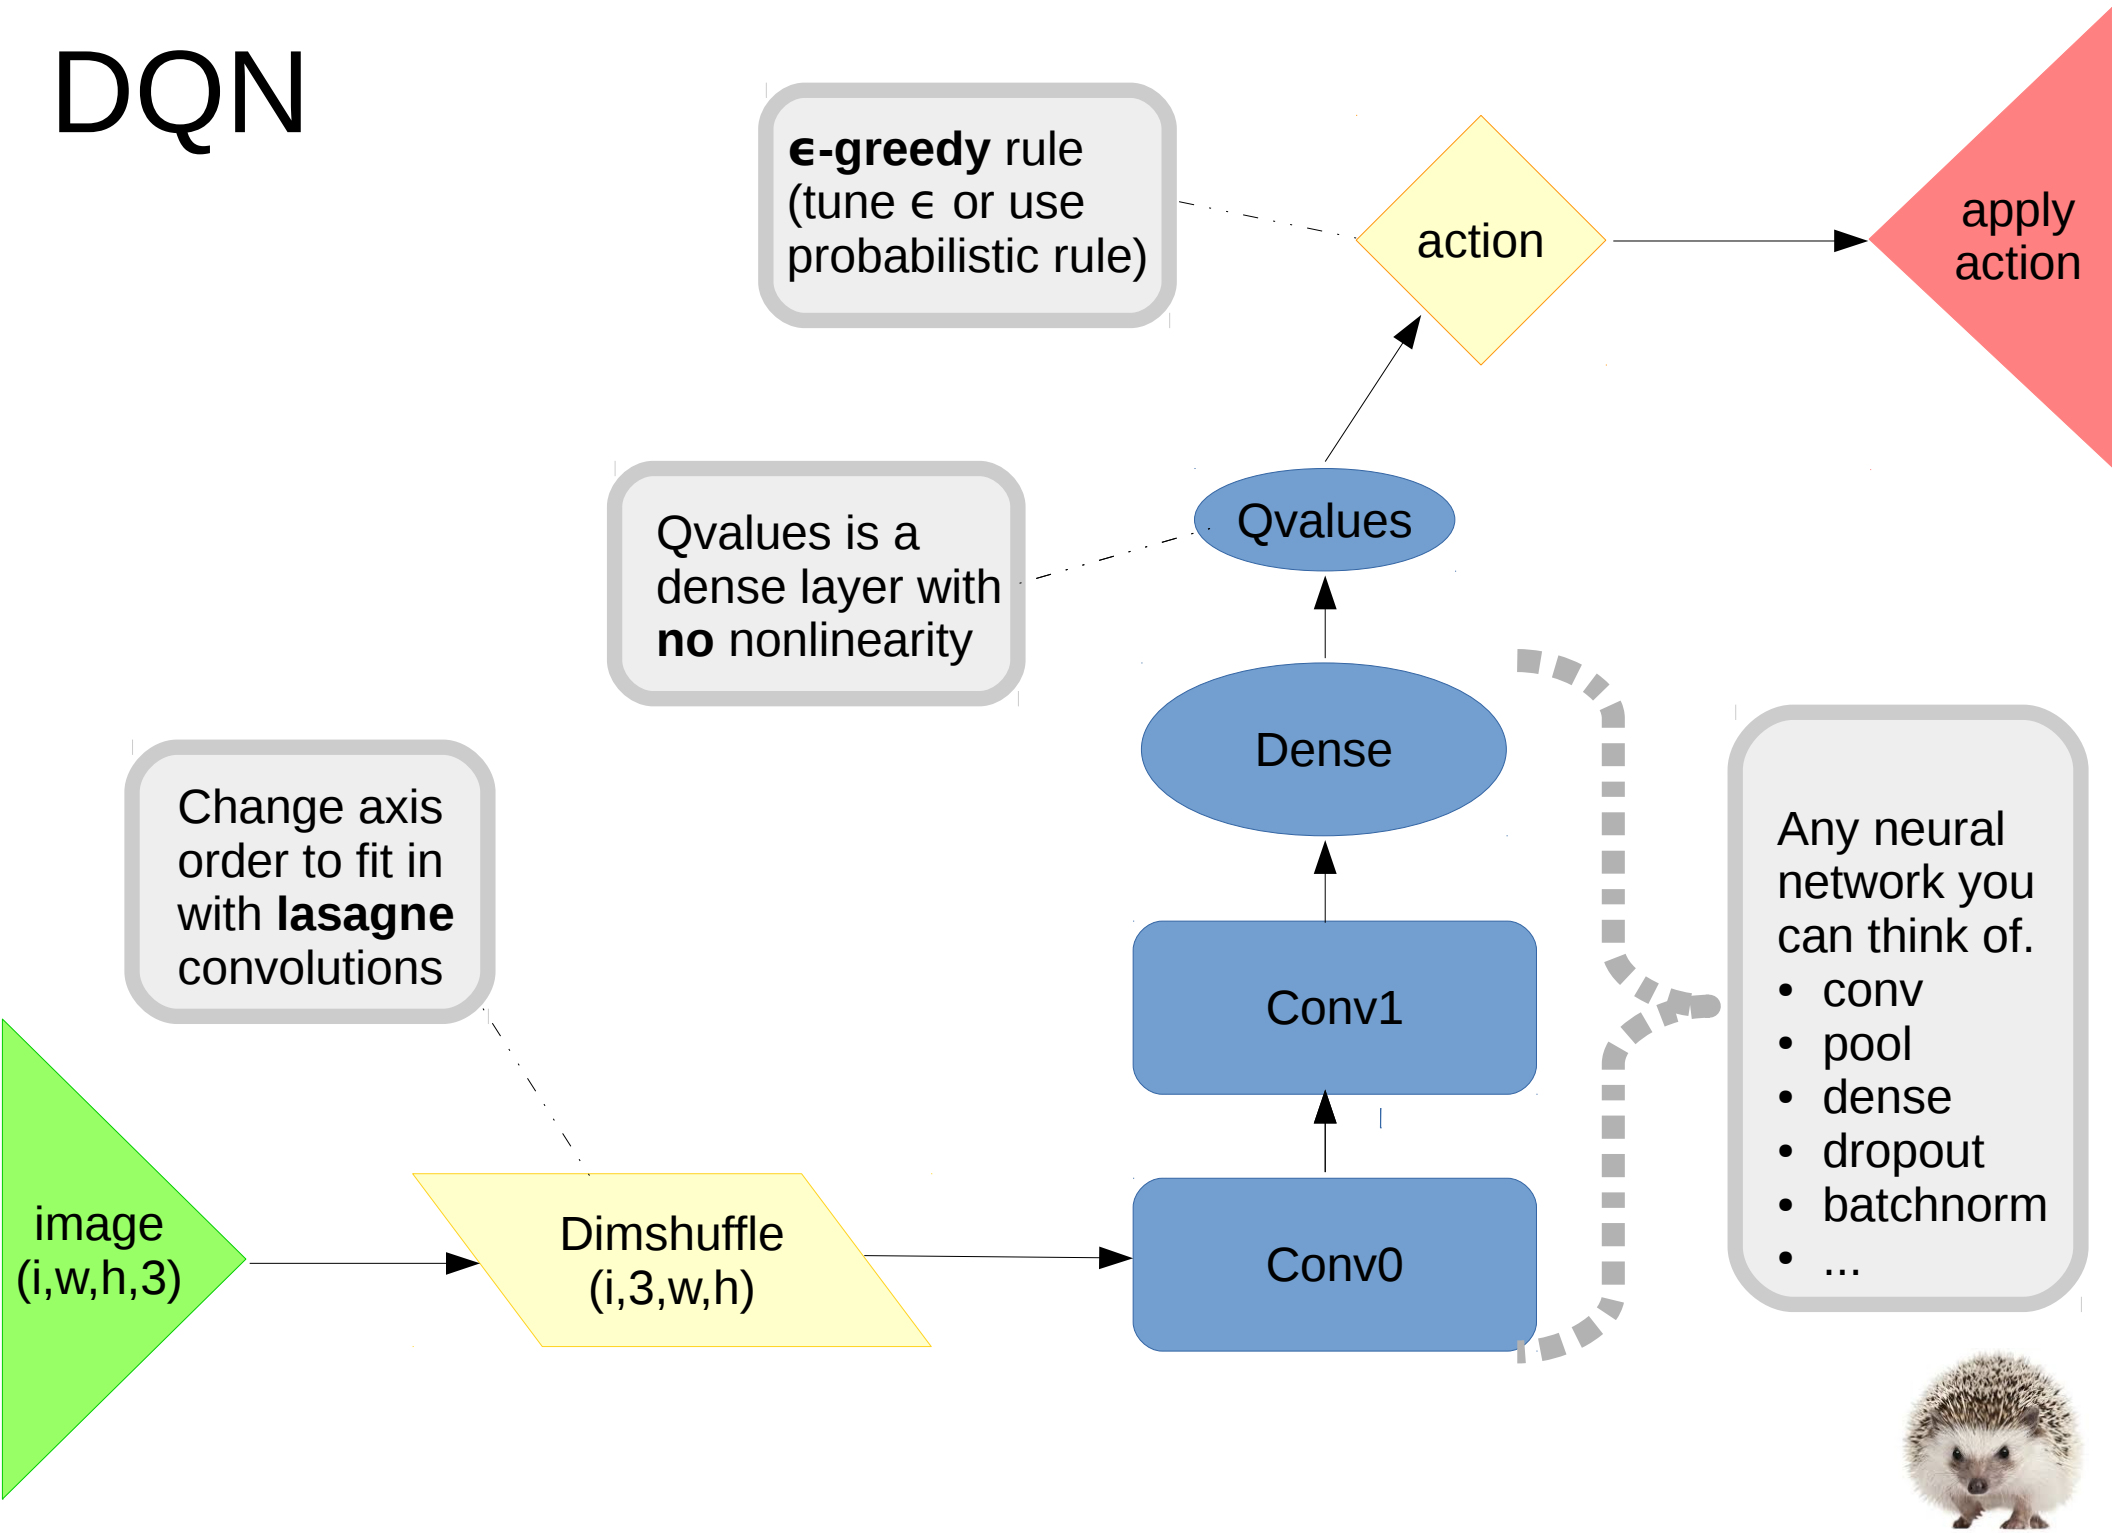 DQN
ϵ-greedy rule
(tune ϵ or use
probabilistic rule)
action
apply
action
Qvalues is a
dense layer with
no nonlinearity
Qvalues
Dense
Change axis
order to fit in
with lasagne
convolutions
Conv1
Any neural
network you
can think of.
• conv
• pool
• dense
• dropout
• batchnorm
• ...
image
(i,w,h,3)
Dimshuffle
(i,3,w,h)
Conv0